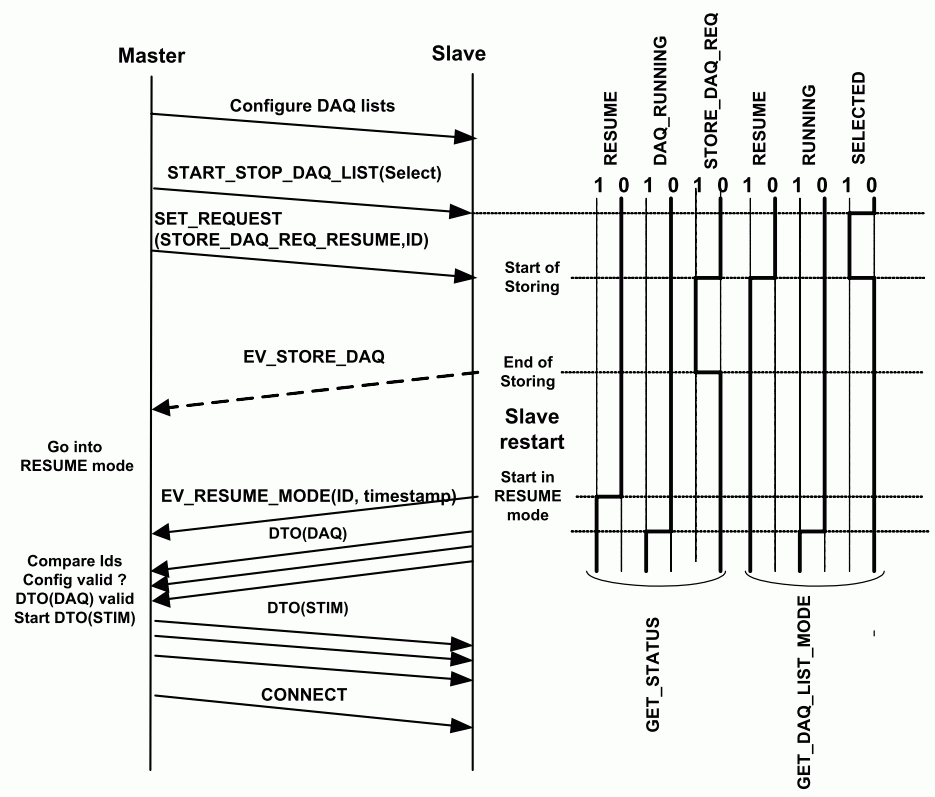 Master
Slave
Configure DAQ lists
START_STOP_DAQ_LIST(Select)
SET_REQUEST
(STORE_DAQ_REQ_RESUME,ID)
EV_STORE_DAQ
Go into
RESUME mode
EV_RESUME_MODE(ID, timestamp)
DTO(DAQ)
Compare Ids
Config valid ?
DTO(DAQ) valid
Start DTO(STIM)
DTO(STIM)
CONNECT
Start of
Storing
End of
Storing
Slave
restart
Start in
RESUME
mode
RESUME
DAQ_RUNNING
STORE_DAQ_REQ
RESUME
RUNNING
SELECTED
1 0 1 0 1 0 1 0 1 0 1 0
GET_STATUS
GET_DAQ_LIST_MODE